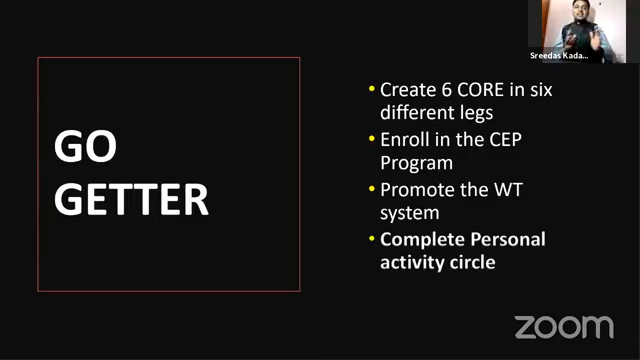 Sreedas Kada...
GO
GETTER
• Create 6 CORE in six
different legs
• Enroll in the CEP
Program
• Promote the WT
system
• Complete Personal
activity circle
zoom